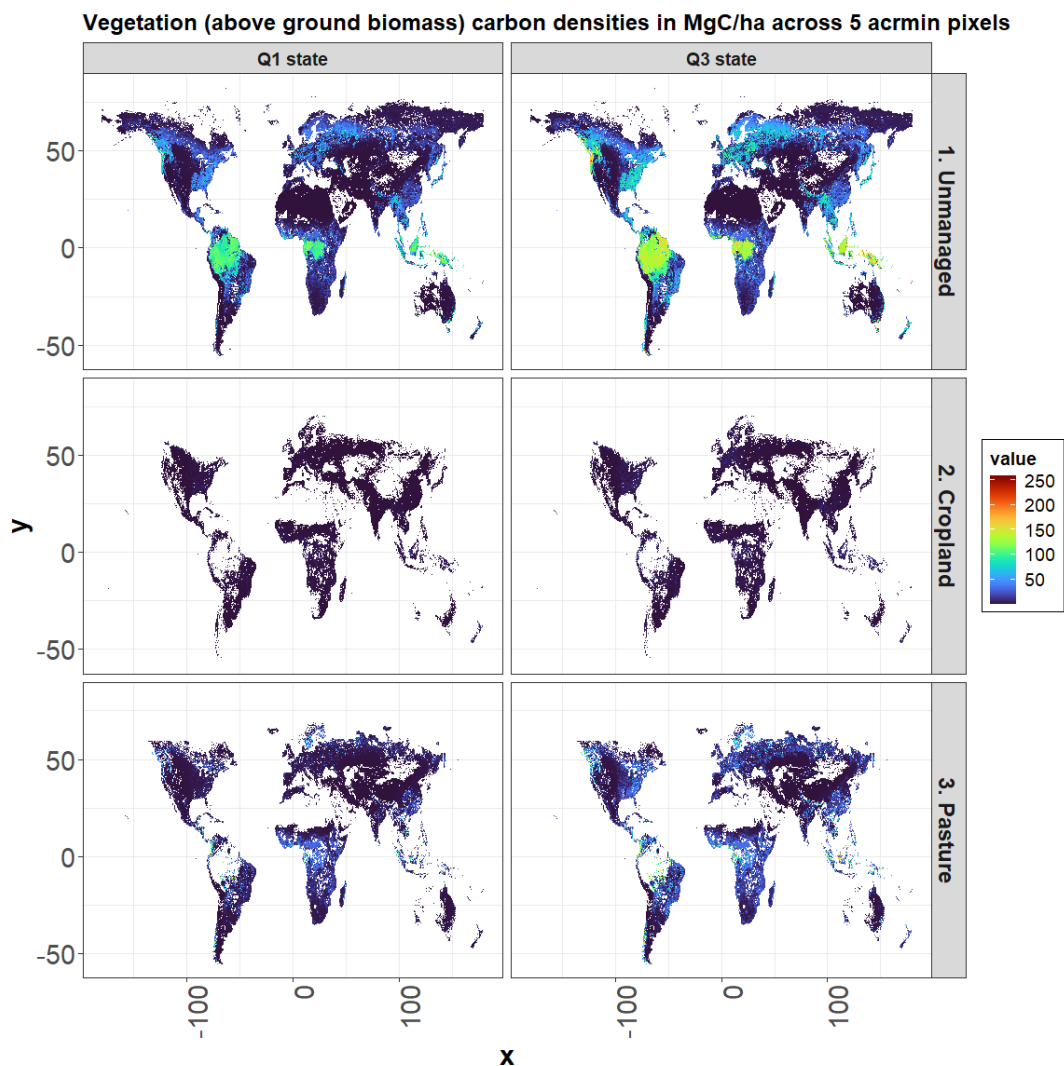 Vegetation (above ground biomass) carbon densities in MgC/ha across 5 acrmin pixels
Q1 state
Q3 state
50
0
-50
1. Unmanaged
50
0
-50
2. Cropland
50
0
-50
3. Pasture
y
-100
0
100
-100
0
100
x
value
250
200
150
100
50